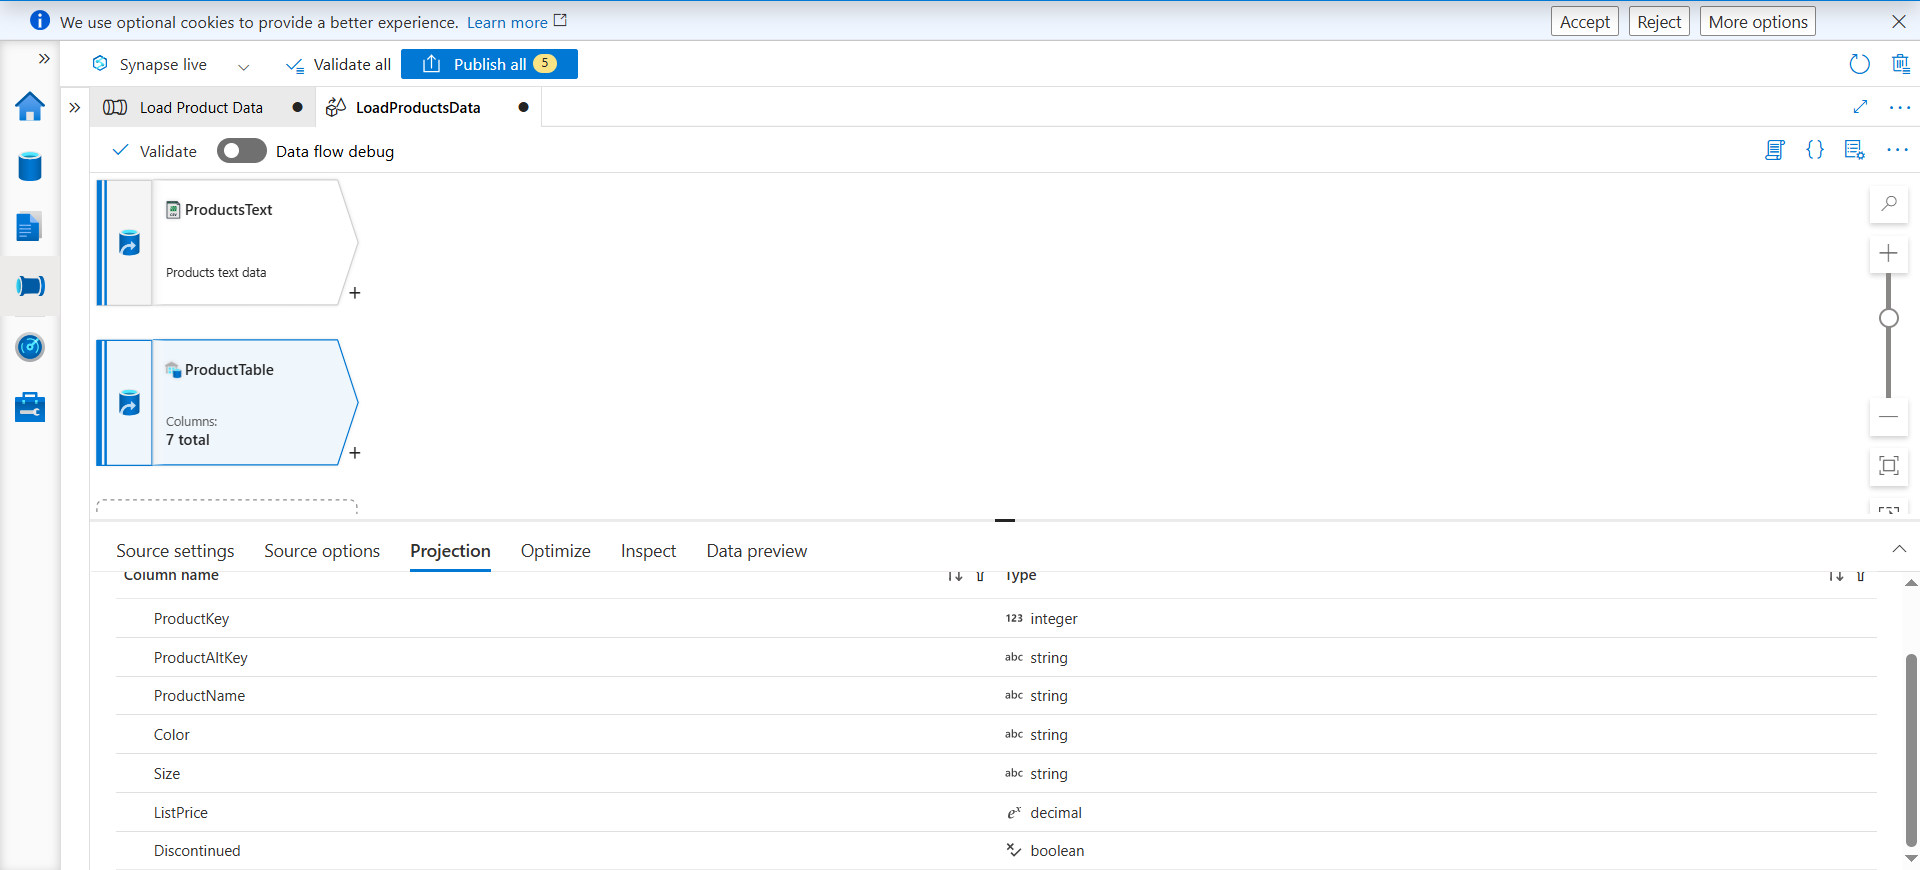 We use optional cookies to provide a better experience. Learn more
Accept
Reject
More options
Synapse live
Validate all
Publish all 5
Load Product Data
LoadProductsData
Validate
Data flow debug
ProductsText
Products text data
ProductTable
Columns:
7 total
Source settings
Source options
Projection
Optimize
Inspect
Data preview
Column name
Type
ProductKey
123 integer
ProductAltKey
abc string
ProductName
abc string
Color
abc string
Size
abc string
ListPrice
eˣ decimal
Discontinued
boolean